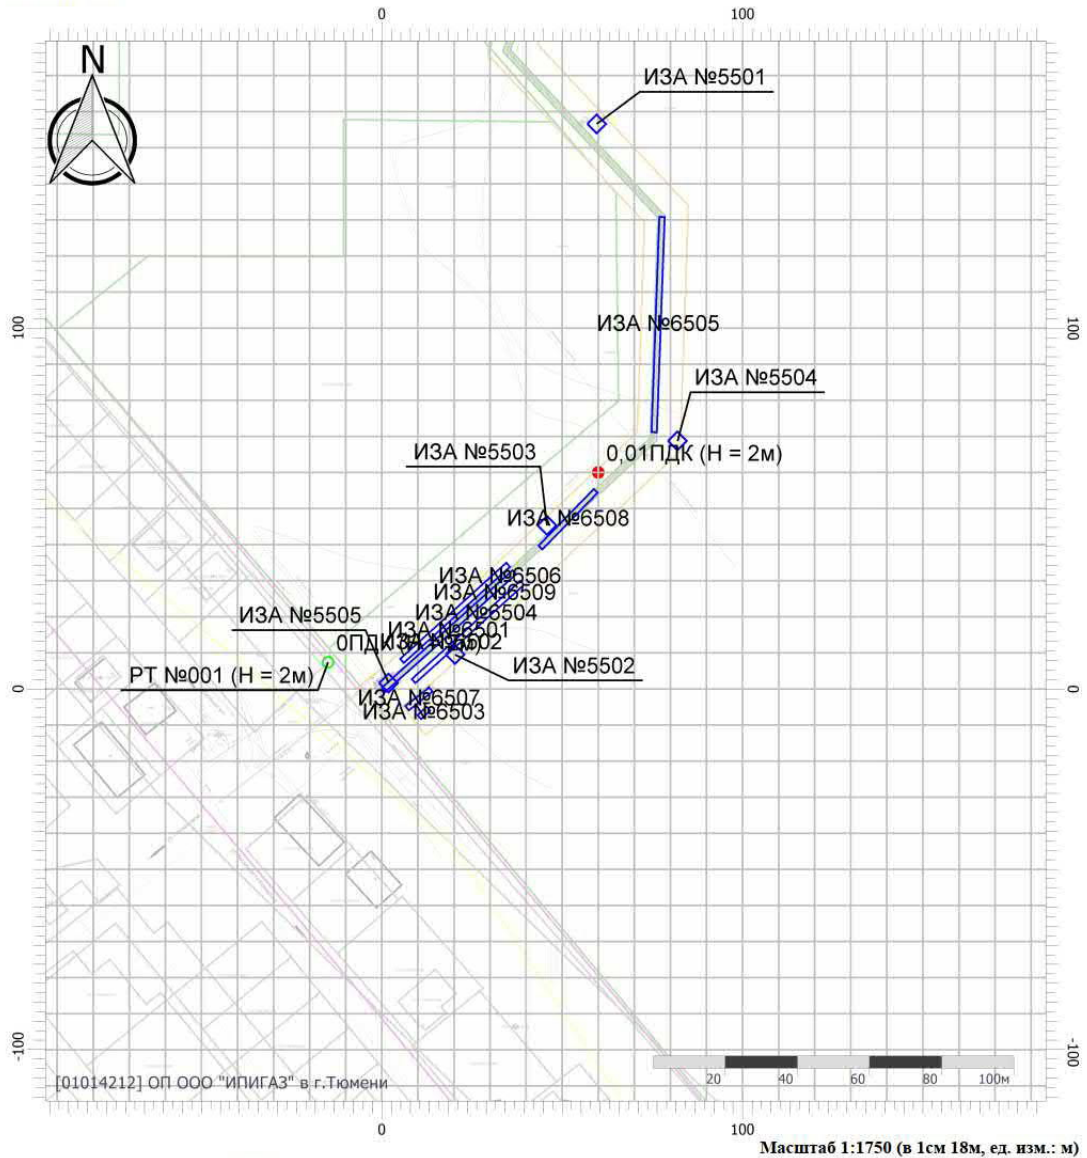 0
100
N
ИЗА №5501
100
100
ИЗА №6505
ИЗА №5504
ИЗА №5503
0,01ПДК (Н = 2м)
ИЗА №6508
ИЗА №6506
ИЗА №6509
ИЗА №5505
ИЗА №6504
ИЗА №6501
РТ №001 (Н = 2м)
ИЗА №5502
0
0
ИЗА №6507
ИЗА №6503
-100
-100
[01014212] ОП ООО "ИПИГАЗ" в г.Тюмени
20
40
60
80
100м
0
100
Масштаб 1:1750 (в 1см 18м, ед. изм.: м)